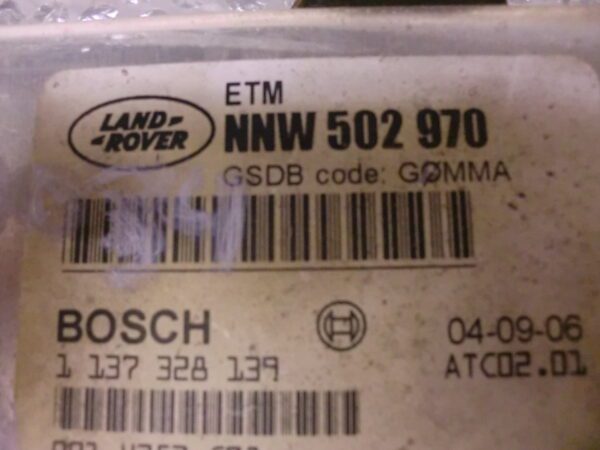 ETM
LAND-
-ROVER
NNW 502 970
GSDB code: GØMMA
BOSCH
04-09-06
1 137 328 139
ATC02.01